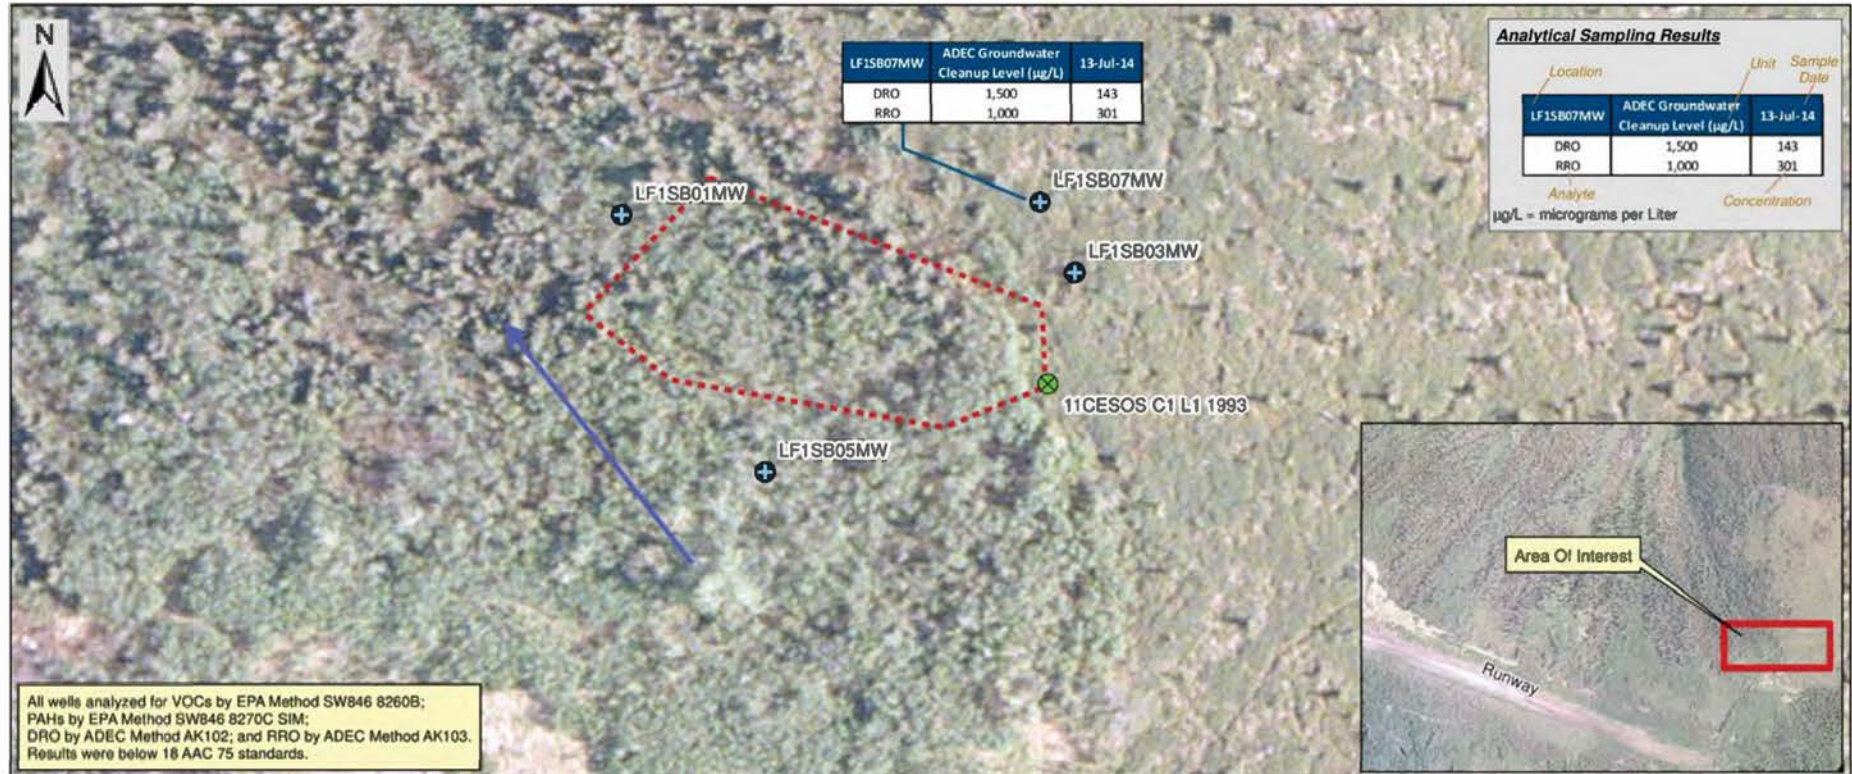 N
LF1SB07MW ADEC Groundwater Cleanup Level (µg/L) 13-Jul-14
DRO 1,500 143
RRO 1,000 301
Analytical Sampling Results
Location
Unit
Sample Date
LF1SB07MW ADEC Groundwater Cleanup Level (µg/L) 13-Jul-14
DRO 1,500 143
RRO 1,000 301
Analyte
Concentration
µg/L = micrograms per Liter
LF1SB01MW
LF1SB07MW
LF1SB03MW
11CESOS C1 L1 1993
LF1SB05MW
Area Of Interest
Runway
All wells analyzed for VOCs by EPA Method SW846 8260B;
PAHs by EPA Method SW846 8270C SIM;
DRO by ADEC Method AK102; and RRO by ADEC Method AK103.
Results were below 18 AAC 75 standards.